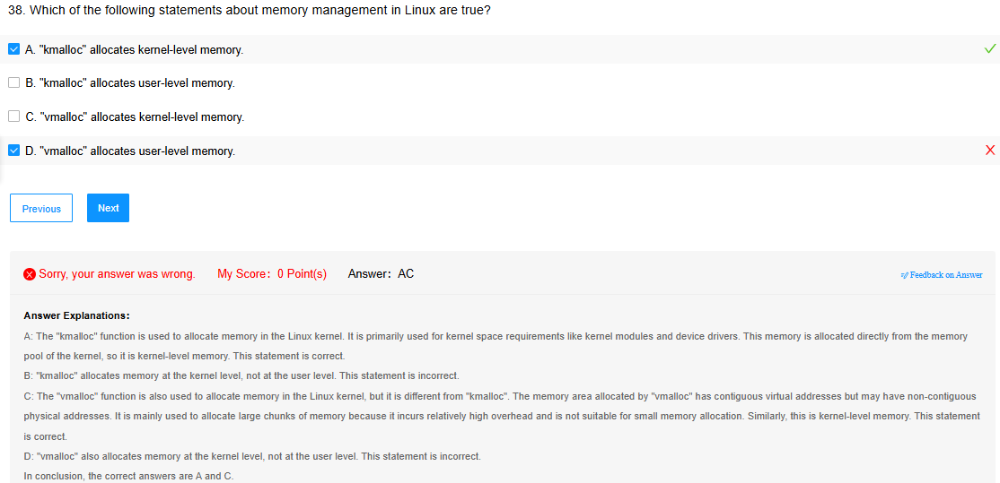 38. Which of the following statements about memory management in Linux are true?
A. "kmalloc" allocates kernel-level memory.
B. "kmalloc" allocates user-level memory.
C. "vmalloc" allocates kernel-level memory.
D. "vmalloc" allocates user-level memory.
Previous Next
Sorry, your answer was wrong. My Score: 0 Point(s) Answer: AC Feedback on Answer
Answer Explanations:
A: The "kmalloc" function is used to allocate memory in the Linux kernel. It is primarily used for kernel space requirements like kernel modules and device drivers. This memory is allocated directly from the memory
pool of the kernel, so it is kernel-level memory. This statement is correct.
B: "kmalloc" allocates memory at the kernel level, not at the user level. This statement is incorrect.
C: The "vmalloc" function is also used to allocate memory in the Linux kernel, but it is different from "kmalloc". The memory area allocated by "vmalloc" has contiguous virtual addresses but may have non-contiguous
physical addresses. It is mainly used to allocate large chunks of memory because it incurs relatively high overhead and is not suitable for small memory allocation. Similarly, this is kernel-level memory. This statement
is correct.
D: "vmalloc" also allocates memory at the kernel level, not at the user level. This statement is incorrect.
In conclusion, the correct answers are A and C.